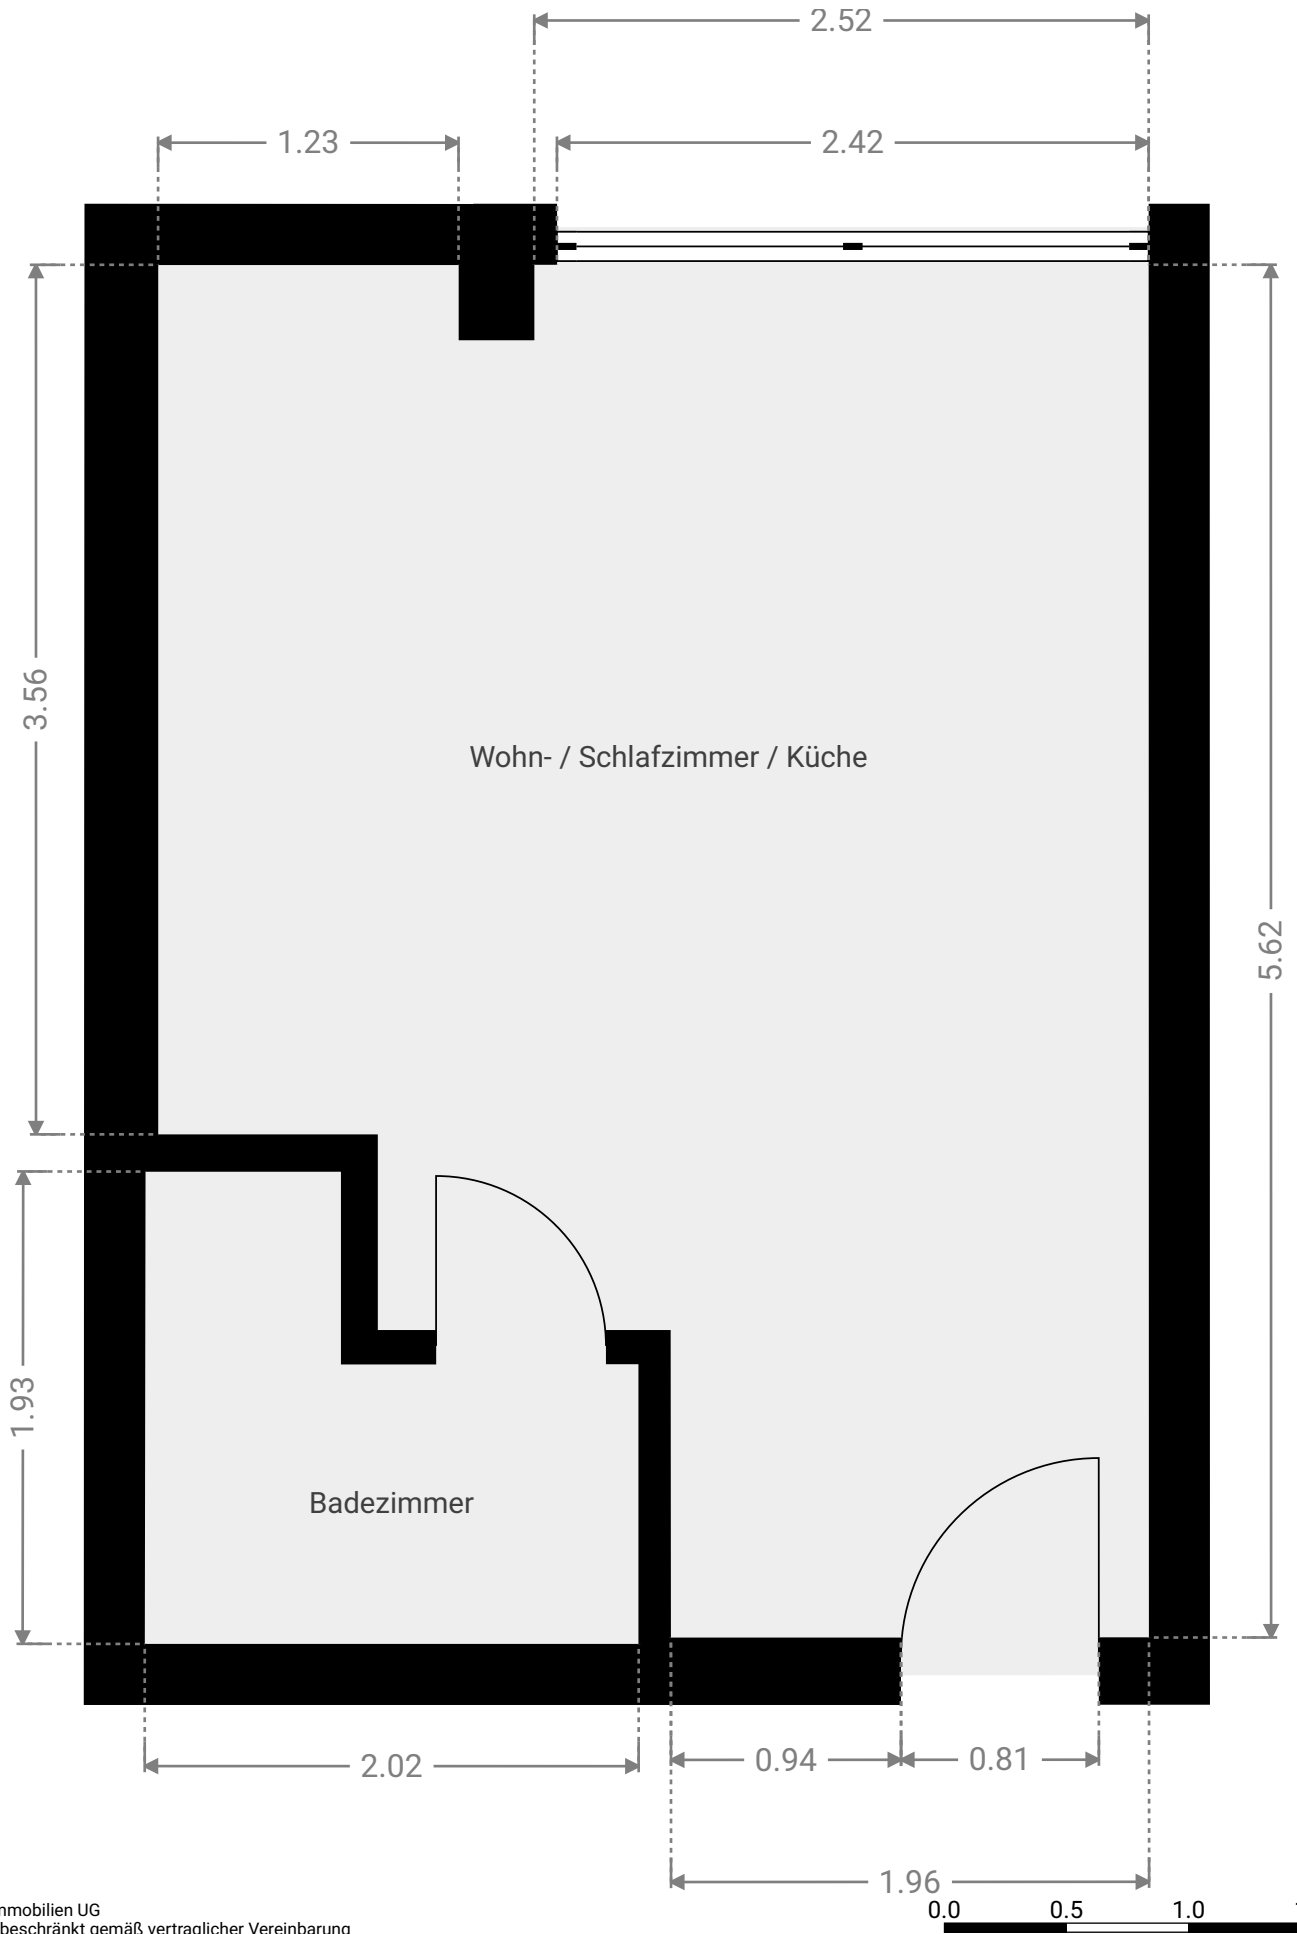 2.52
1.23
2.42
3.56
Wohn- / Schlafzimmer / Küche
5.62
1.93
Badezimmer
2.02
0.94
0.81
1.96
0.0 0.5 1.0
mmobilien UG
beschränkt gemäß vertraglicher Vereinbarung